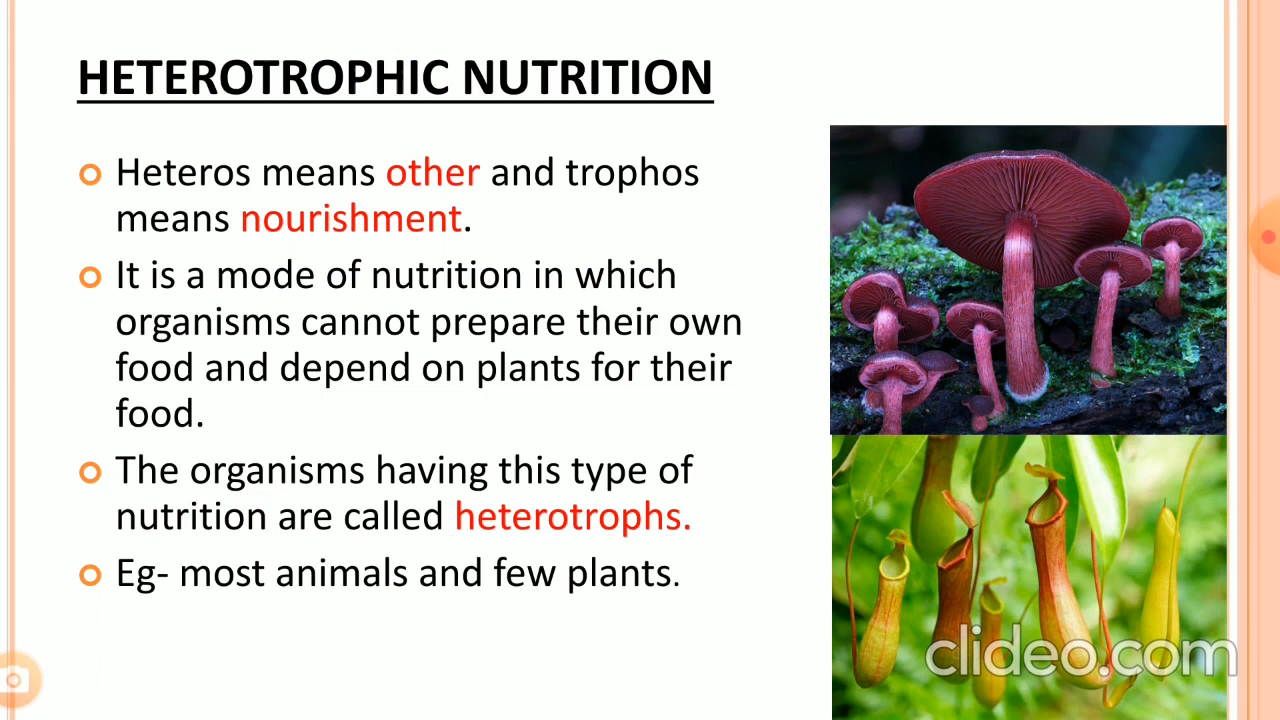 HETEROTROPHIC NUTRITION
Heteros means other and trophos
means nourishment.
It is a mode of nutrition in which
organisms cannot prepare their own
food and depend on plants for their
food.
The organisms having this type of
nutrition are called heterotrophs.
Eg- most animals and few plants.
clideo.com